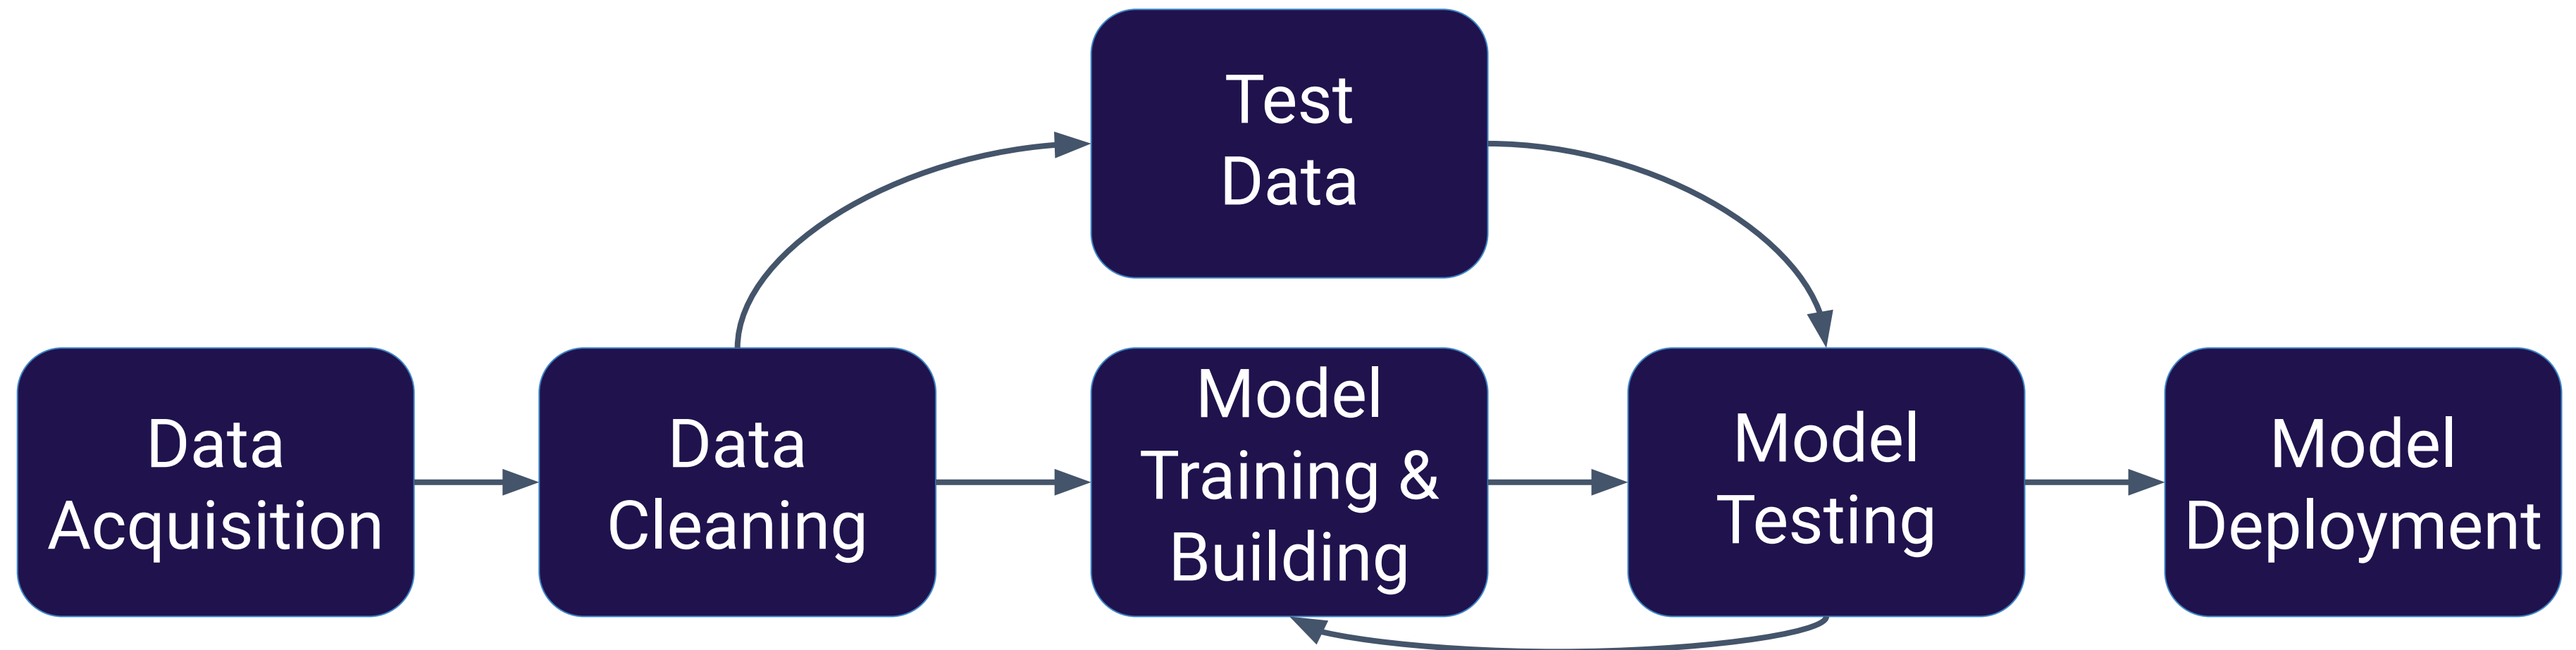 Test
Data
Data
Acquisition
Data
Cleaning
Model
Training &
Building
Model
Testing
Model
Deployment